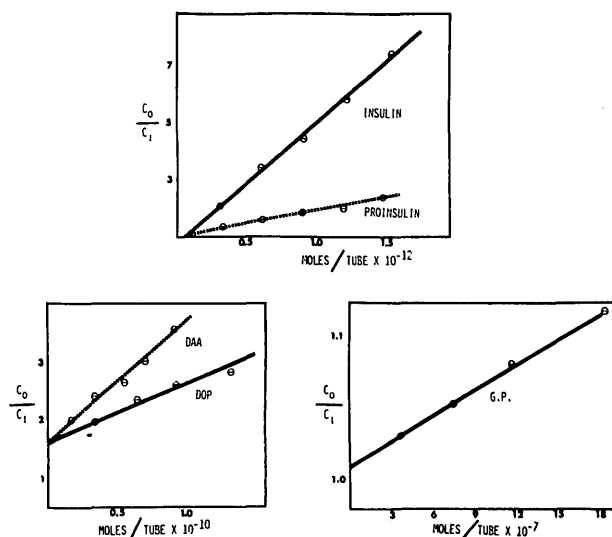 7
5
3
C₀
C₁
INSULIN
PROINSULIN
0.5
1.0
1.5
MOLES / TUBE X 10⁻¹²
3
2
1
C₀
C₁
DAA
DOP
0.5
1.0
MOLES / TUBE X 10⁻¹⁰
1.1
1.0
C₀
C₁
G.P.
3
6
9
12
15
18
MOLES / TUBE X 10⁻⁷